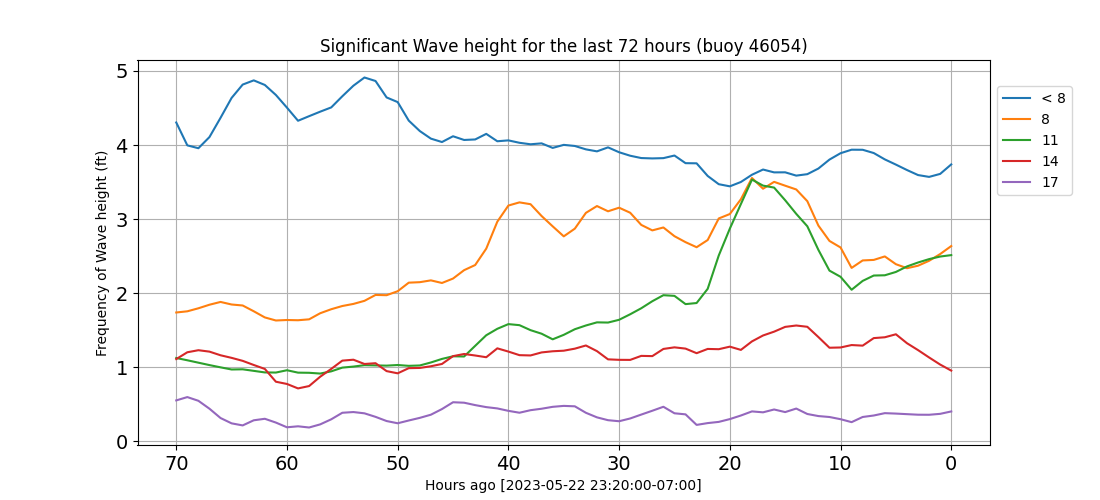 Significant Wave height for the last 72 hours (buoy 46054)
5
4
3
2
1
0
Frequency of Wave height (ft)
70 60 50 40 30 20 10 0
Hours ago [2023-05-22 23:20:00-07:00]
< 8
8
11
14
17